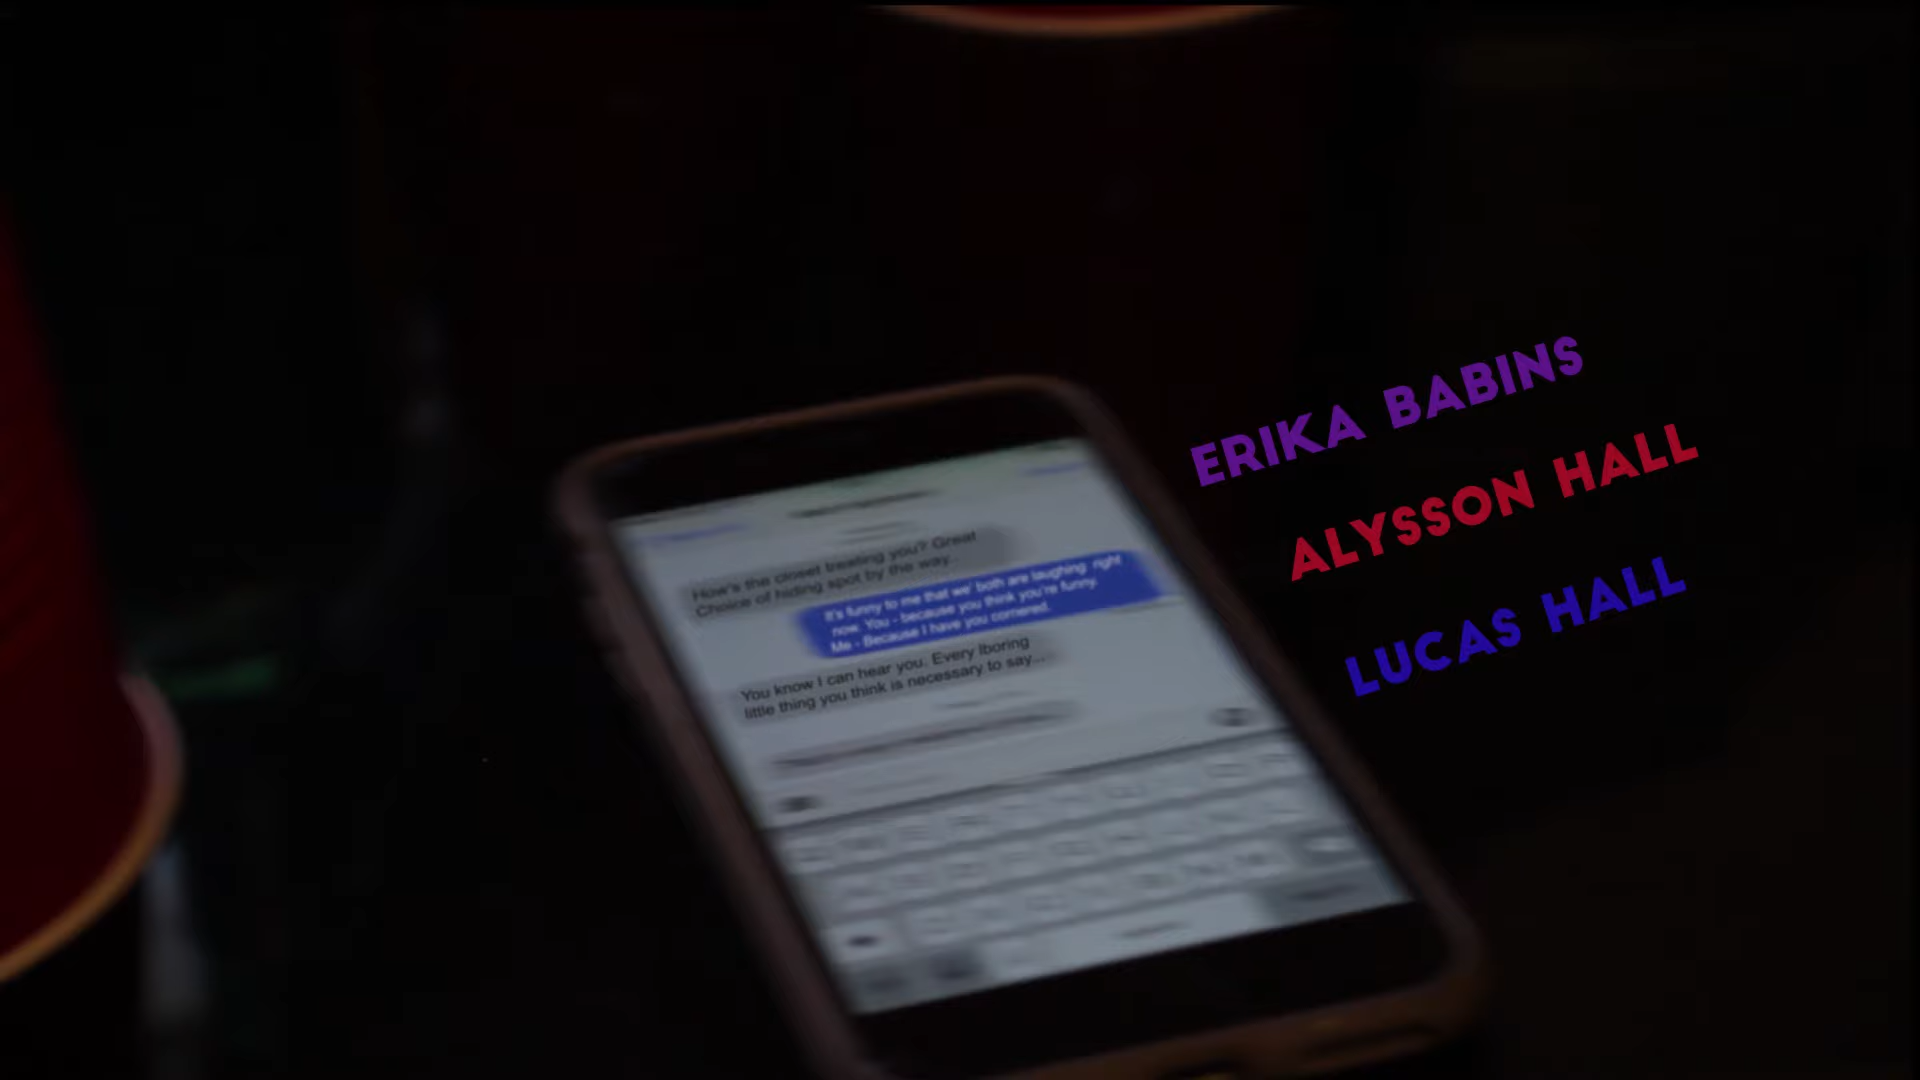 How's the closet treating you? Great
Choice of hiding spot by the way..
It's funny to me that we' both are laughing right
now. You - because you think you're funny.
Me - Because I have you cornered.
You know I can hear you. Every lboring
little thing you think is necessary to say...
ERIKA BABINS
ALYSSON HALL
LUCAS HALL